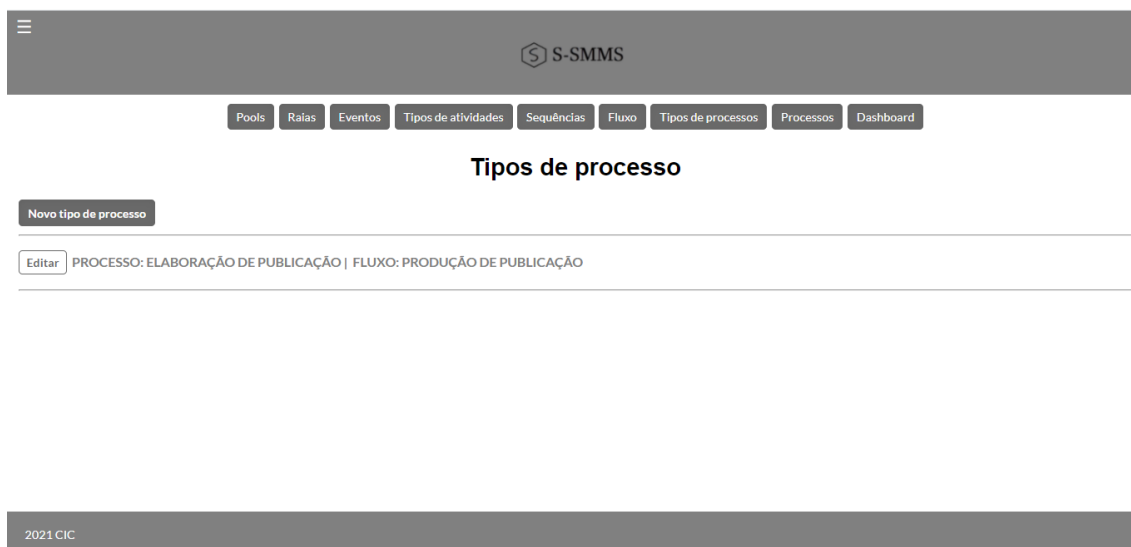 ☰
S-SMMS
Pools Raias Eventos Tipos de atividades Sequências Fluxo Tipos de processos Processos Dashboard
Tipos de processo
Novo tipo de processo
Editar PROCESSO: ELABORAÇÃO DE PUBLICAÇÃO | FLUXO: PRODUÇÃO DE PUBLICAÇÃO
2021 CIC